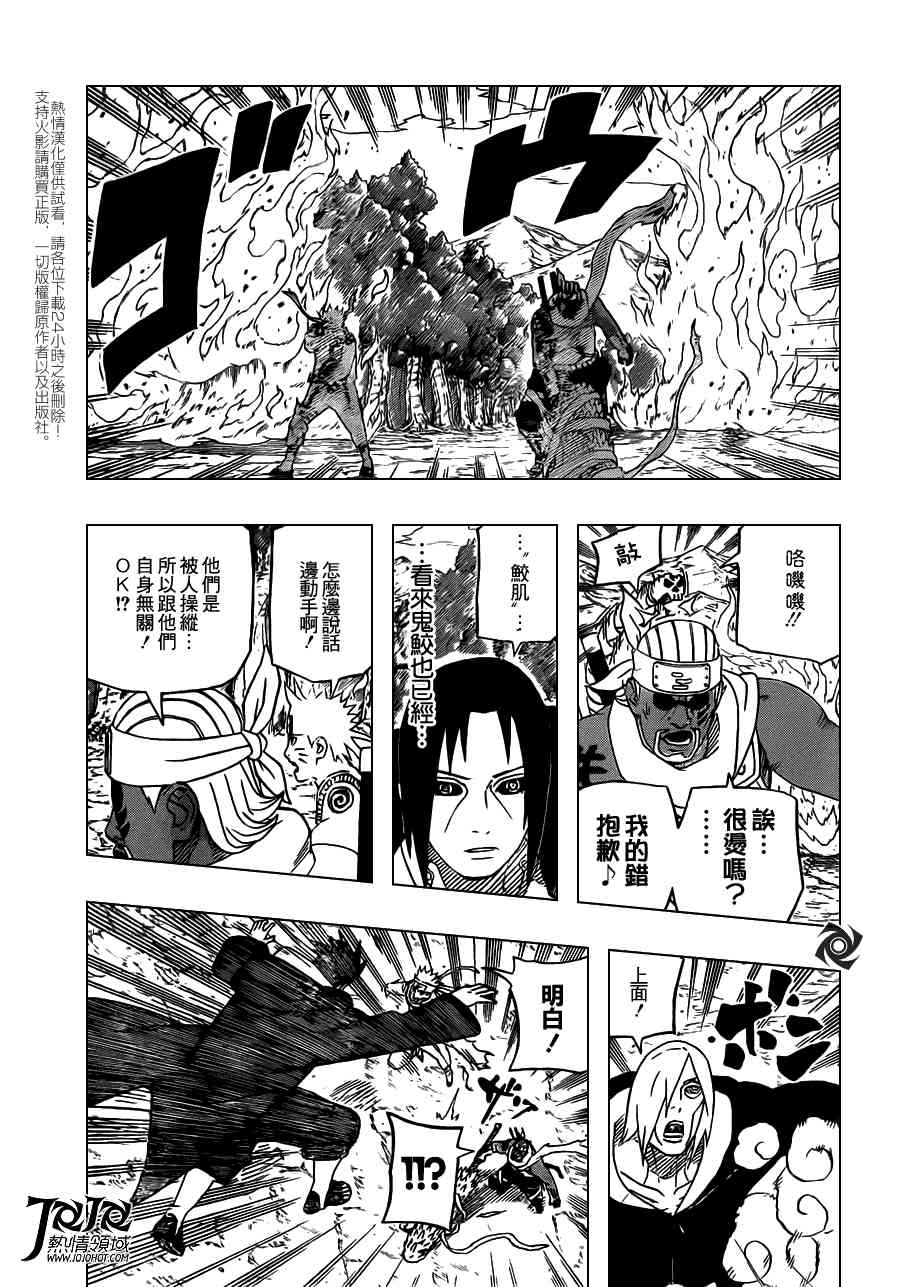 熱情漢化僅供試看，請各位下載24小時之後刪除！
支持火影請購買正版，一切版權歸原作者以及出版社。
ゴウ
咯嘰嘰!!
敲
誒…
很燙嗎？
……
我的錯
抱歉♪
…〝鮫肌〞
…看來鬼鮫也已經…
怎麼邊說話
邊動手啊！
他們是
被人操縱…
所以跟他們
自身無關！
OK!?
ボン
上面！
明白！
ザッ
!!?
JOJO
熱情領域
WWW.JOJOHOT.COM